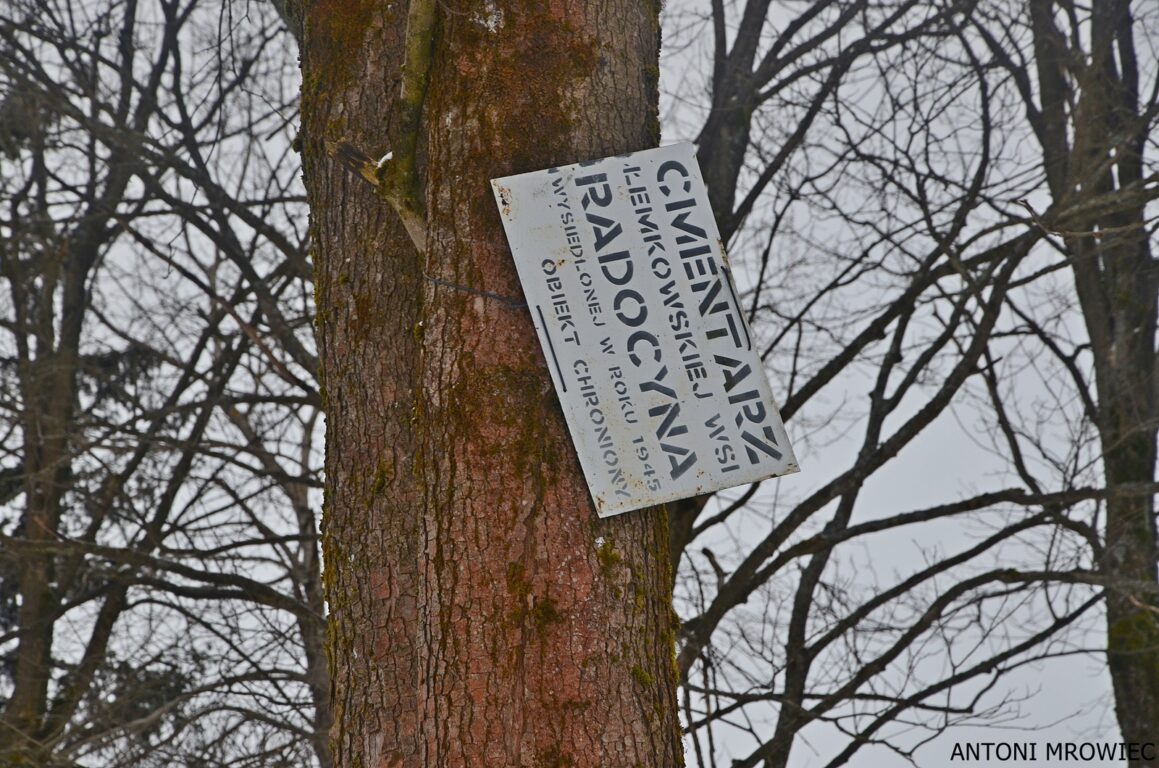 CMENTARZ
ŁEMKOWSKIEJ WSI
RADOCYNA
WYSIEDLONEJ W ROKU 1945
OBIEKT CHRONIONY
ANTONI MROWIEC